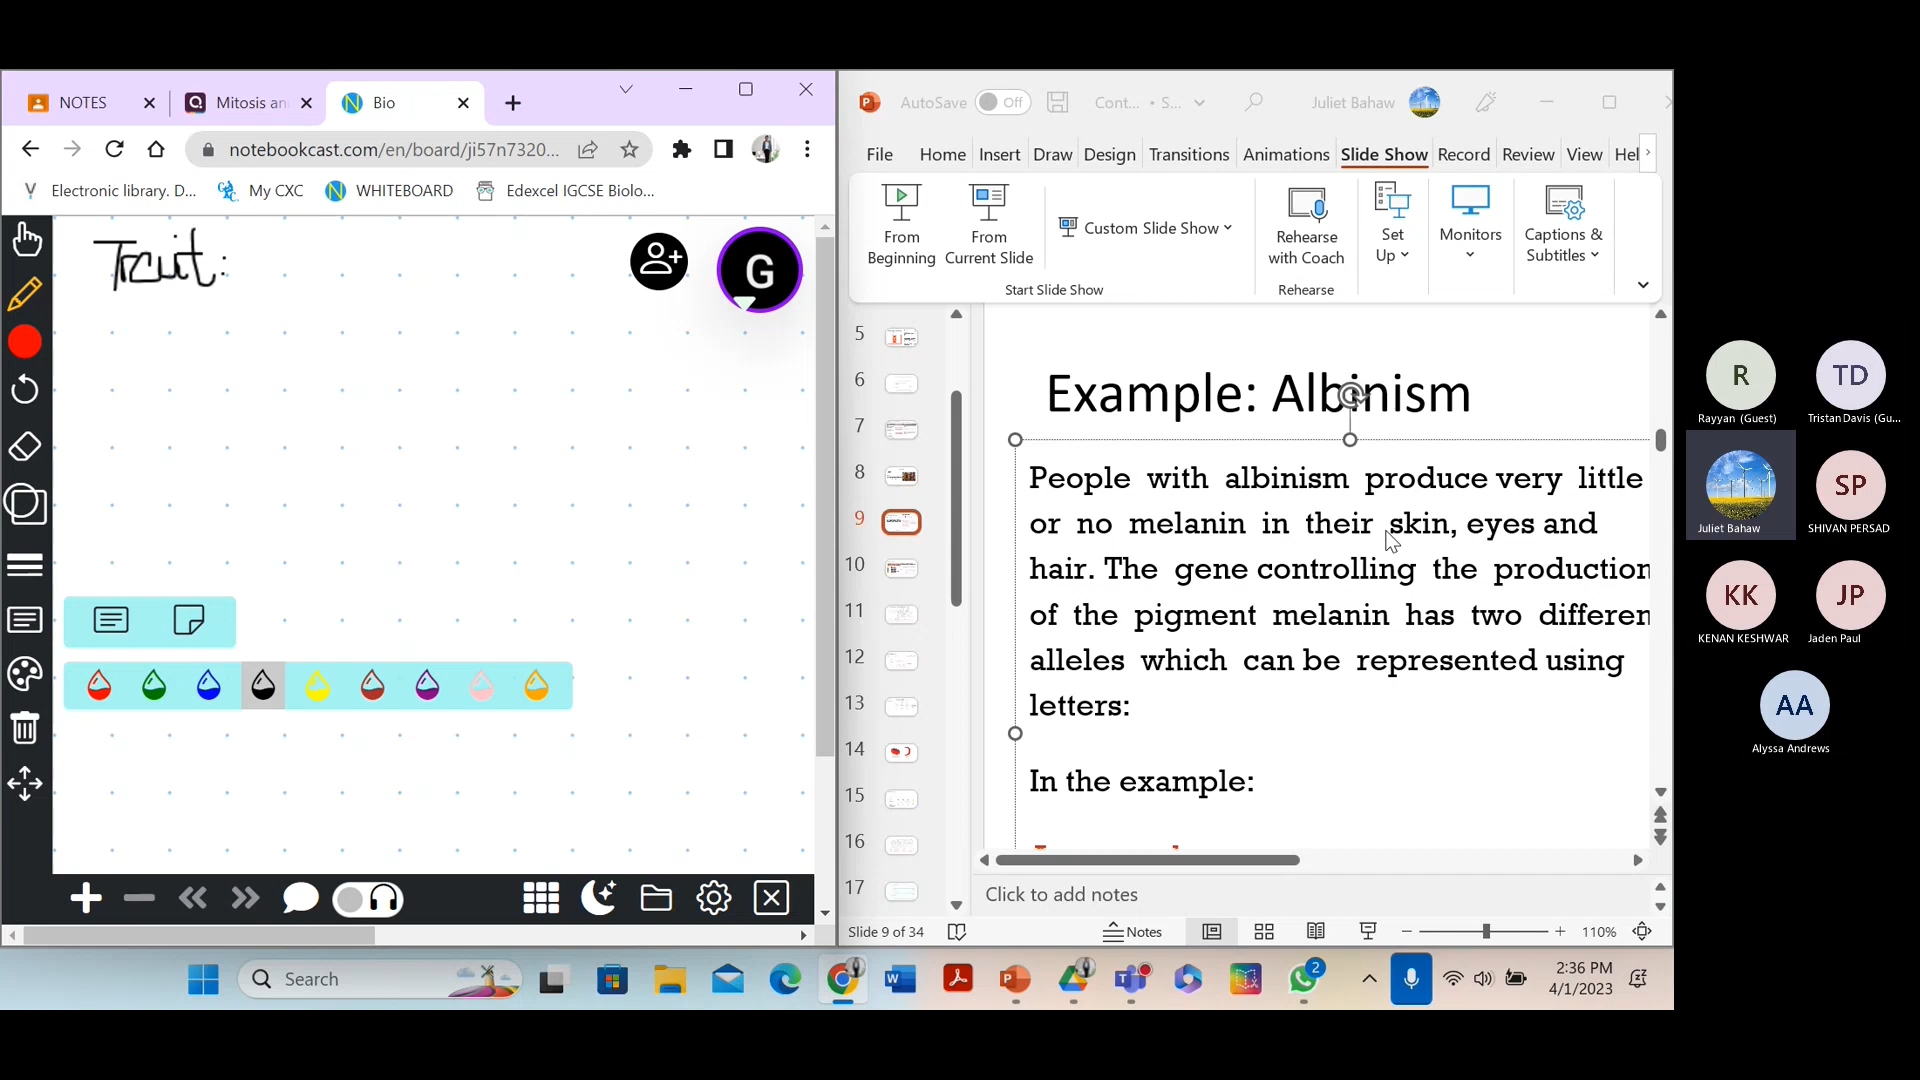 NOTES
Mitosis an
Bio
notebookcast.com/en/board/ji57n7320...
Electronic library. D...
My CXC
WHITEBOARD
Edexcel IGCSE Biolo...
Trait:
G
AutoSave
Off
Cont... • S...
Juliet Bahaw
File
Home
Insert
Draw
Design
Transitions
Animations
Slide Show
Record
Review
View
Hel
From
Beginning
From
Current Slide
Custom Slide Show
Start Slide Show
Rehearse
with Coach
Rehearse
Set
Up
Monitors
Captions &
Subtitles
5
6
7
8
9
10
11
12
13
14
15
16
17
Example: Albinism
People with albinism produce very little
or no melanin in their skin, eyes and
hair. The gene controlling the production
of the pigment melanin has two differen
alleles which can be represented using
letters:
In the example:
Click to add notes
Slide 9 of 34
Notes
110%
Search
2
2:36 PM
4/1/2023
R
Rayyan (Guest)
TD
Tristan Davis (Gu...
Juliet Bahaw
SP
SHIVAN PERSAD
KK
KENAN KESHWAR
JP
Jaden Paul
AA
Alyssa Andrews